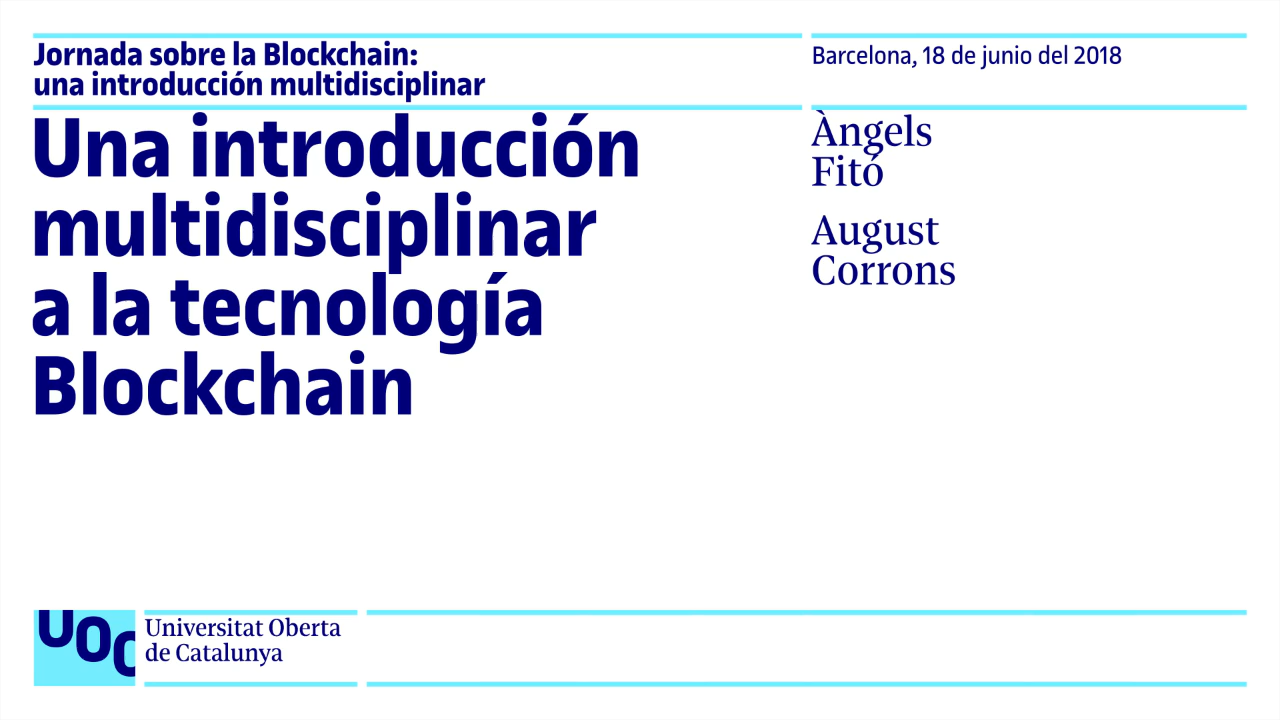 Jornada sobre la Blockchain:
una introducción multidisciplinar
Barcelona, 18 de junio del 2018
Una introducción
multidisciplinar
a la tecnología
Blockchain
Àngels
Fitó
August
Corrons
UOC
Universitat Oberta
de Catalunya